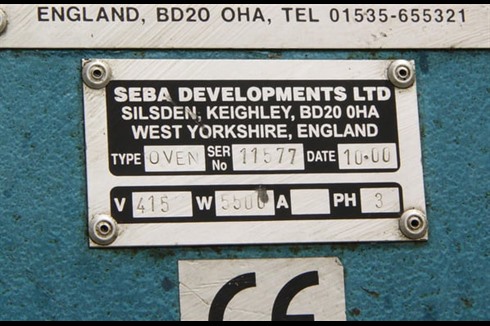 ENGLAND, BD20 OHA, TEL 01535-655321
SEBA DEVELOPMENTS LTD
SILSDEN, KEIGHLEY, BD20 0HA
WEST YORKSHIRE, ENGLAND
TYPE OVEN SER No 11577 DATE 10·00
V 415 W 5500 A PH 3
CE